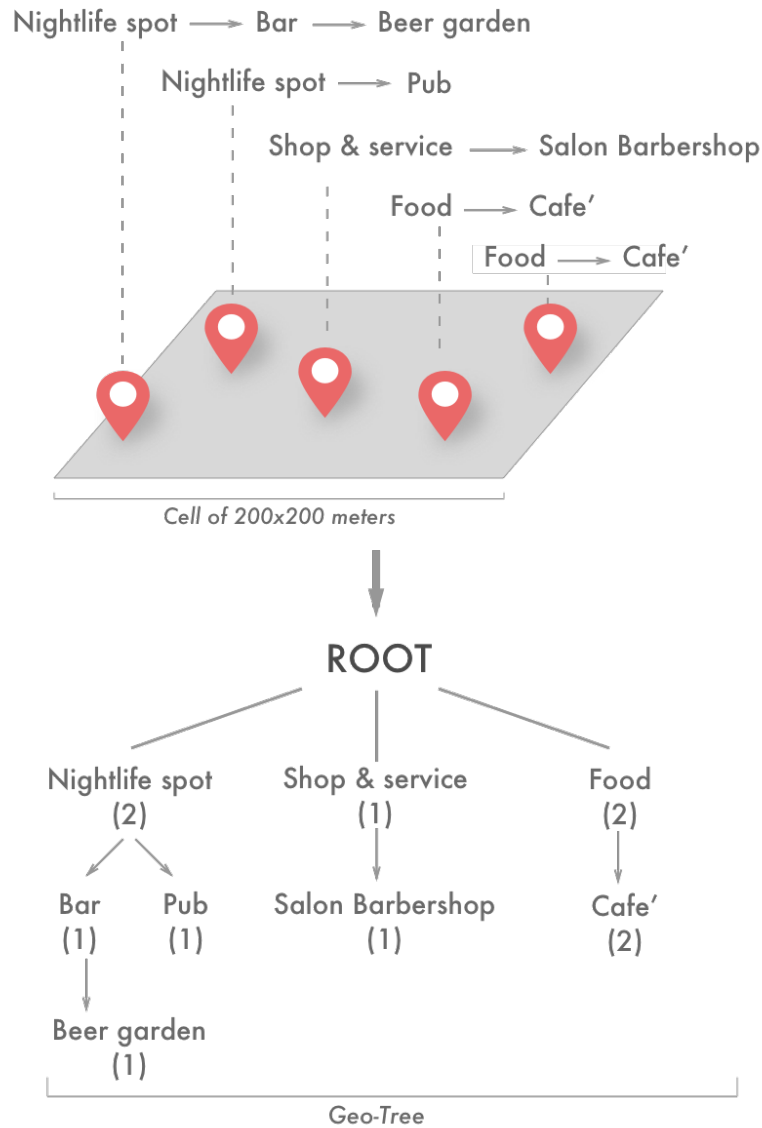 Nightlife spot Bar Beer garden
Nightlife spot Pub
Shop & service Salon Barbershop
Food Cafe’
Food Cafe’
Cell of 200x200 meters
ROOT
Nightlife spot Shop & service Food
(2) (1) (2)
Bar Pub Salon Barbershop Cafe’
(1) (1) (1) (2)
Beer garden
(1)
Geo-Tree